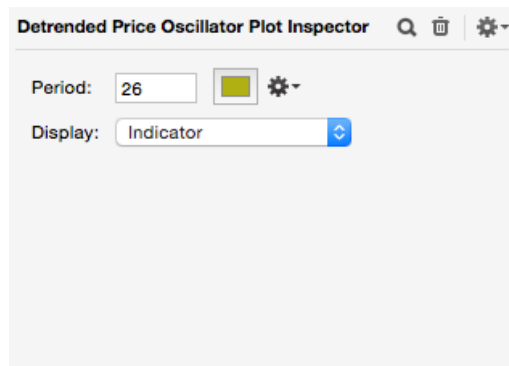 Detrended Price Oscillator Plot Inspector
Period: 26
Display: Indicator